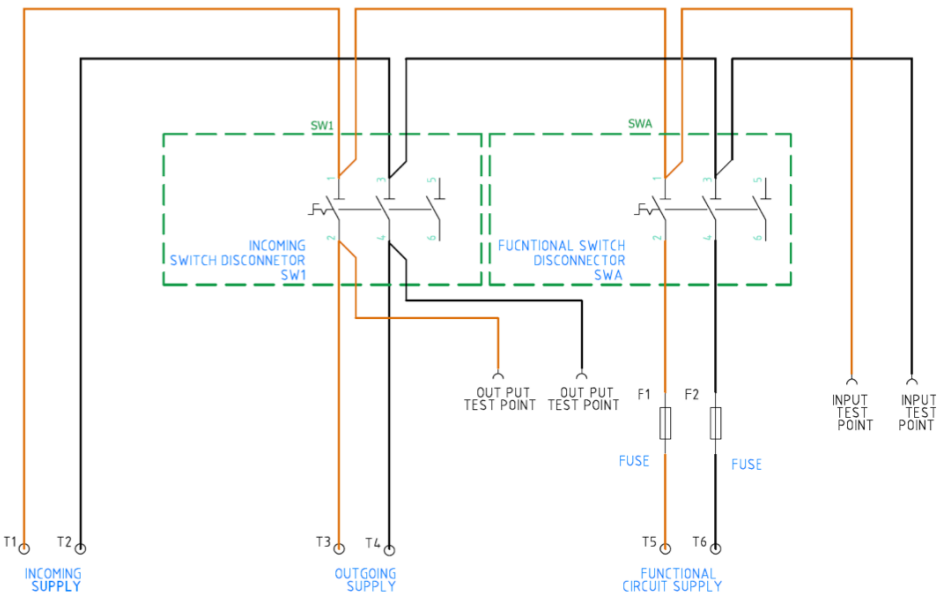 SW1
SWA
1
3
5
1
3
5
2
4
6
2
4
6
INCOMING
SWITCH DISCONNETOR
SW1
FUCNTIONAL SWITCH
DISCONNECTOR
SWA
OUT PUT
TEST POINT
OUT PUT
TEST POINT
F1
F2
INPUT
TEST
POINT
INPUT
TEST
POINT
FUSE
FUSE
T1
T2
T3
T4
T5
T6
INCOMING
SUPPLY
OUTGOING
SUPPLY
FUNCTIONAL
CIRCUIT SUPPLY